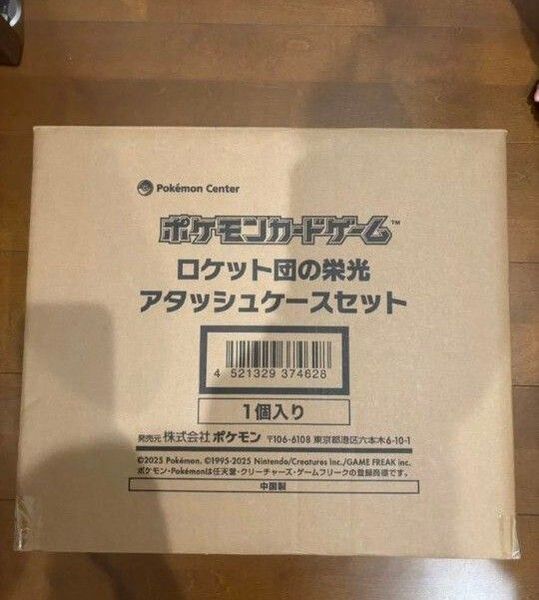 Pokémon Center
ポケモンカードゲーム™
ロケット団の栄光
アタッシュケースセット
4 521329 374628
1個入り
発売元 株式会社 ポケモン 〒106-6108 東京都港区六本木6-10-1
©2025 Pokémon. ©1995-2025 Nintendo/Creatures Inc./GAME FREAK inc.
ポケモン・Pokémonは任天堂・クリーチャーズ・ゲームフリークの登録商標です。
中国製